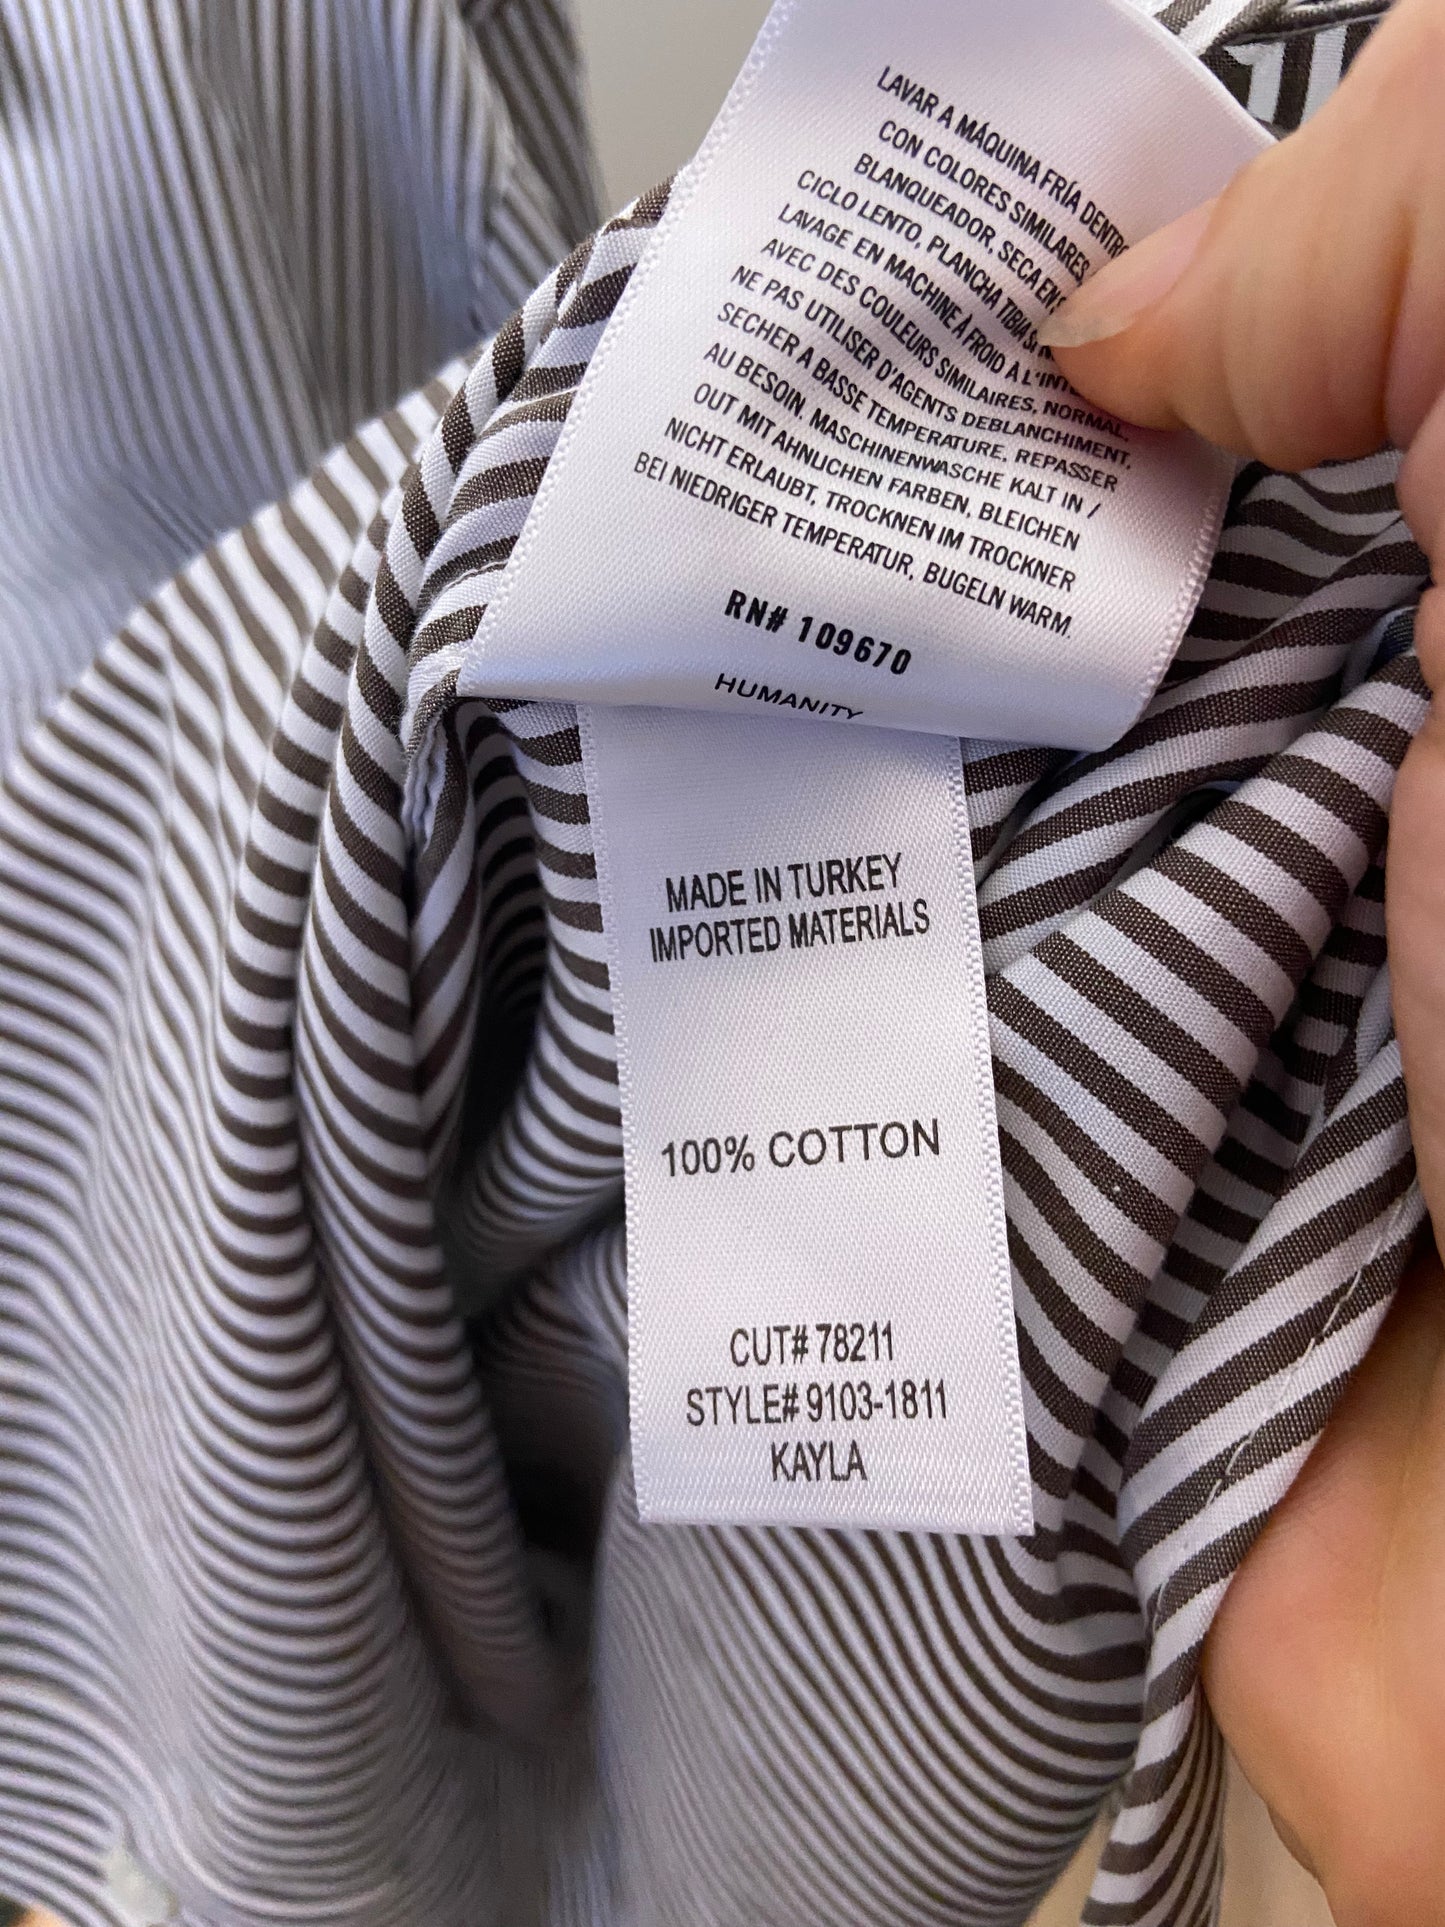 LAVAR A MÁQUINA FRÍA DENTRO
CON COLORES SIMILARES,
BLANQUEADOR, SECA EN
CICLO LENTO, PLANCHA TIBIA
LAVAGE EN MACHINE À FROID A L'
AVEC DES COULEURS SIMILAIRES, NORMAL,
NE PAS UTILISER D'AGENTS DEBLANCHIMENT,
SECHER A BASSE TEMPERATURE, REPASSER
AU BESOIN. MASCHINENWASCHE KALT IN /
OUT MIT AHNLICHEN FARBEN, BLEICHEN
NICHT ERLAUBT, TROCKNEN IM TROCKNER
BEI NIEDRIGER TEMPERATUR, BUGELN WARM.
RN# 109670
HUMANITY
MADE IN TURKEY
IMPORTED MATERIALS
100% COTTON
CUT# 78211
STYLE# 9103-1811
KAYLA